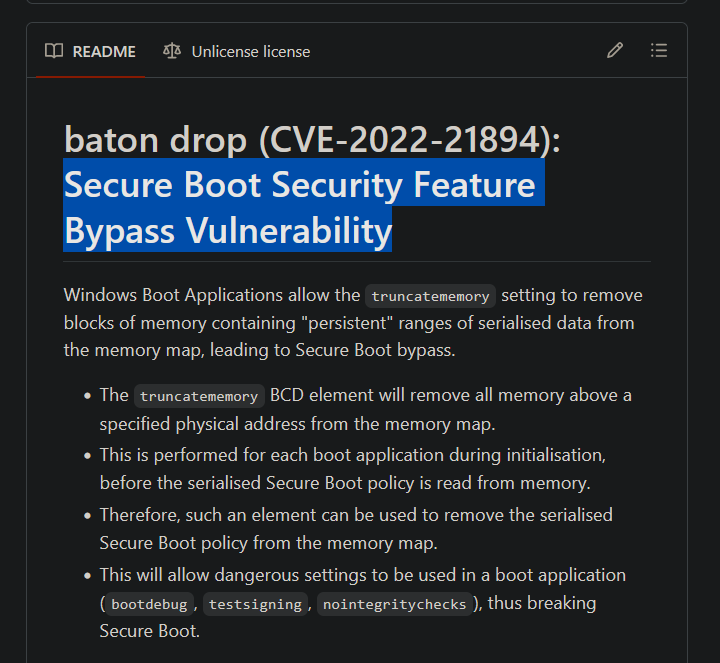 README
Unlicense license
baton drop (CVE-2022-21894):
Secure Boot Security Feature
Bypass Vulnerability
Windows Boot Applications allow the truncatememory setting to remove
blocks of memory containing "persistent" ranges of serialised data from
the memory map, leading to Secure Boot bypass.
• The truncatememory BCD element will remove all memory above a
specified physical address from the memory map.
• This is performed for each boot application during initialisation,
before the serialised Secure Boot policy is read from memory.
• Therefore, such an element can be used to remove the serialised
Secure Boot policy from the memory map.
• This will allow dangerous settings to be used in a boot application
(bootdebug, testsigning, nointegritychecks), thus breaking
Secure Boot.